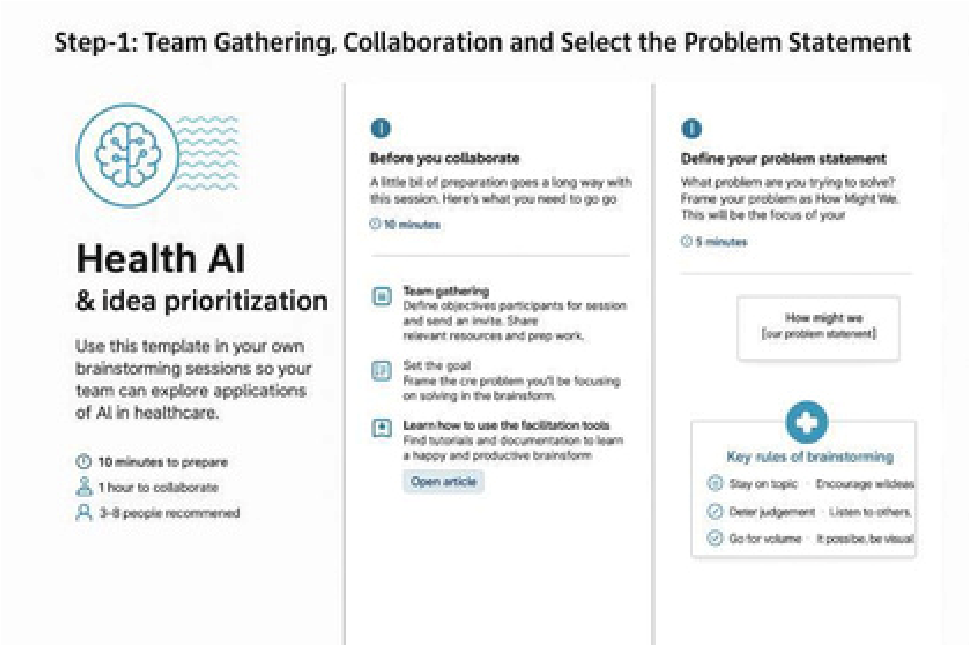 Step-1: Team Gathering, Collaboration and Select the Problem Statement
Health AI
& idea prioritization
Use this template in your own
brainstorming sessions so your
team can explore applications
of AI in healthcare.
10 minutes to prepare
1 hour to collaborate
3-8 people recommened
Before you collaborate
A little bil of preparation goes a long way with
this session. Here's what you need to go go
10 minutes
Team gathering
Define objectives participants for session
and send an invite. Share
relevant resources and prep work.
Set the goal
Frame the cre problem you'll be focusing
on solving in the brainsform.
Learn how to use the facilitation tools
Find tutorials and documentation to learn
a happy and productive brainsform
Open article
Define your problem statement
What problem are you trying to solve?
Frame your problem as How Might We.
This will be the focus of your
5 minutes
How might we
[our problem statement]
Key rules of brainstorming
Stay on topic · Encourage wildeas
Deter judgement · Listen to others.
Go for volume · It possibe, be visual